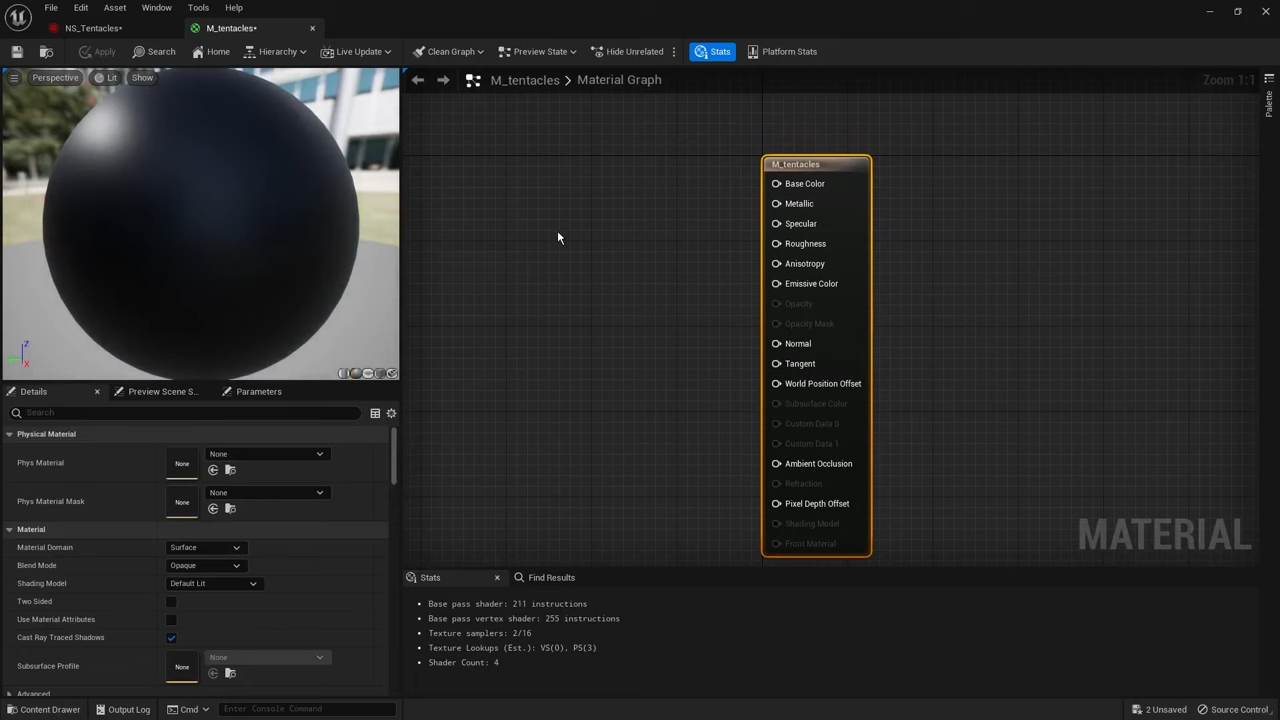 File Edit Asset Window Tools Help
NS_Tentacles* M_tentacles*
Apply Search Home Hierarchy Live Update Clean Graph Preview State Hide Unrelated Stats Platform Stats
Perspective Lit Show
M_tentacles > Material Graph
Zoom 1:1
Palette
M_tentacles
Base Color
Metallic
Specular
Roughness
Anisotropy
Emissive Color
Opacity
Opacity Mask
Normal
Tangent
World Position Offset
Subsurface Color
Custom Data 0
Custom Data 1
Ambient Occlusion
Refraction
Pixel Depth Offset
Shading Model
Front Material
MATERIAL
Z
X
Details Preview Scene S... Parameters
Search
Physical Material
Phys Material None None
Phys Material Mask None None
Material
Material Domain Surface
Blend Mode Opaque
Shading Model Default Lit
Two Sided
Use Material Attributes
Cast Ray Traced Shadows
Subsurface Profile None None
Advanced
Stats Find Results
Base pass shader: 211 instructions
Base pass vertex shader: 255 instructions
Texture samplers: 2/16
Texture Lookups (Est.): VS(0), PS(3)
Shader Count: 4
Content Drawer Output Log Cmd Enter Console Command 2 Unsaved Source Control